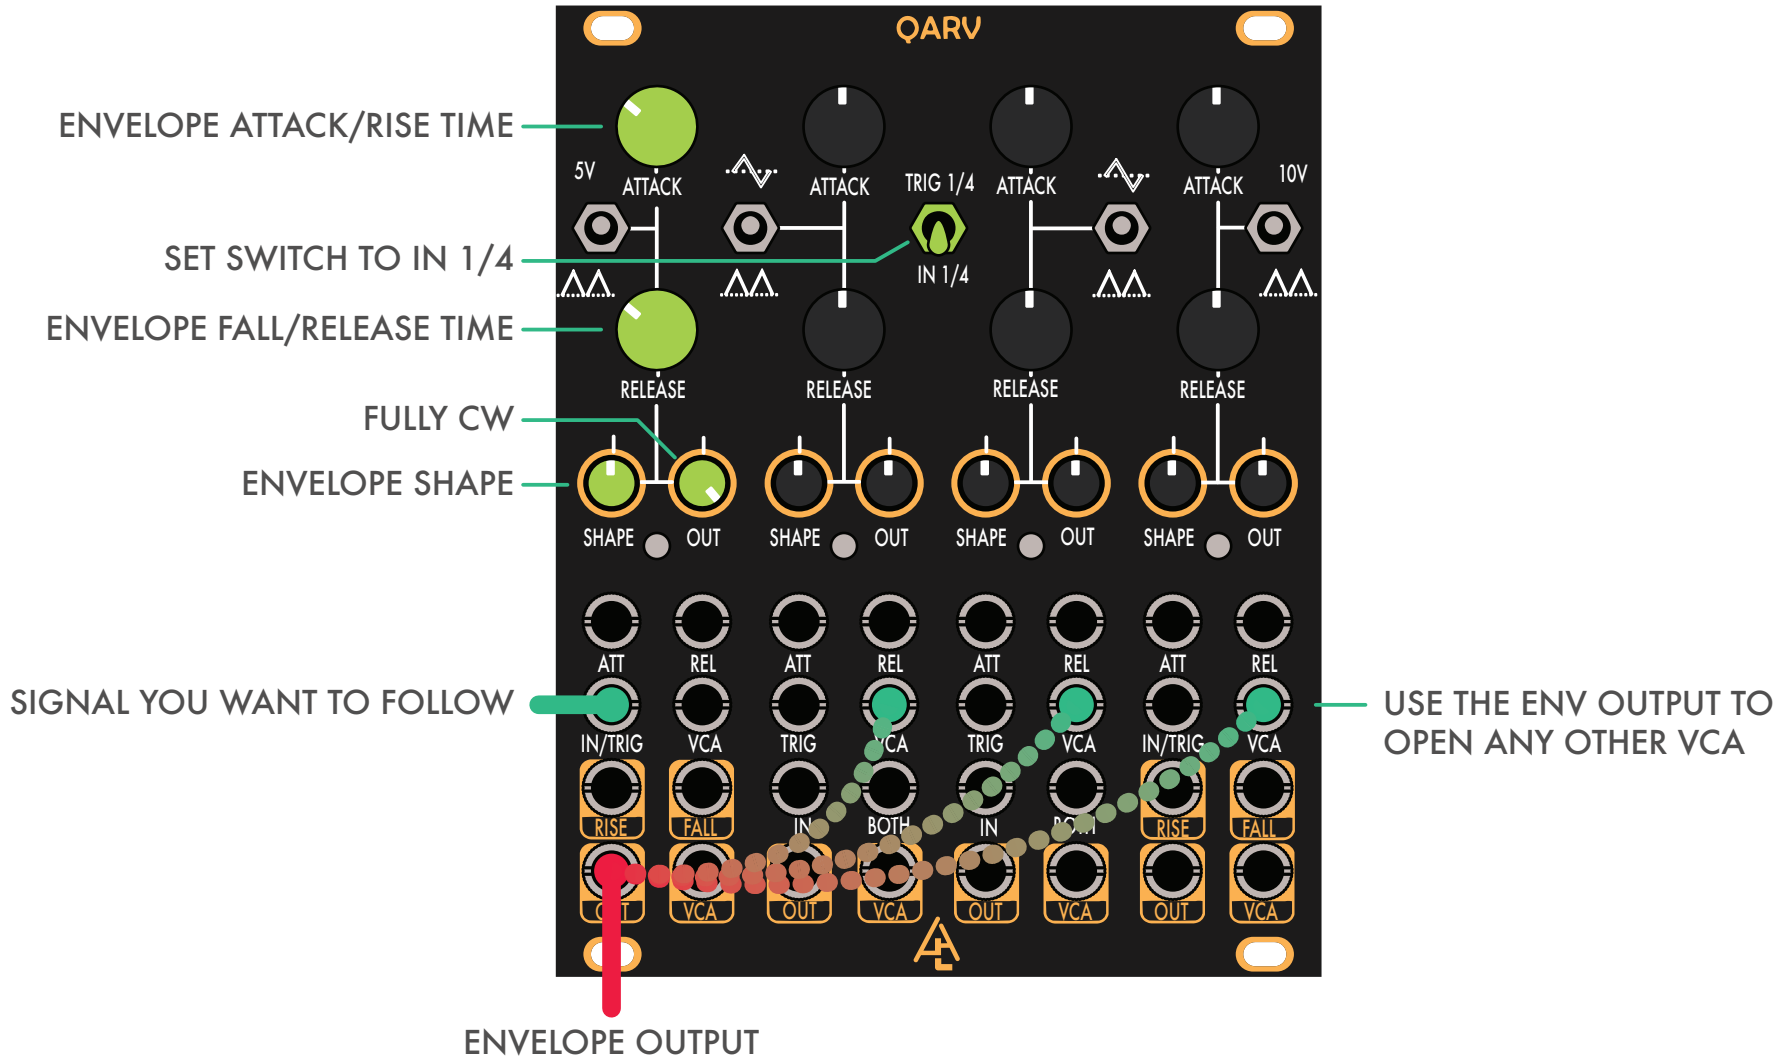 QARV
ENVELOPE ATTACK/RISE TIME
5V
10V
TRIG 1/4
ATTACK
ATTACK
ATTACK
ATTACK
SET SWITCH TO IN 1/4
IN 1/4
ENVELOPE FALL/RELEASE TIME
RELEASE
RELEASE
RELEASE
RELEASE
FULLY CW
ENVELOPE SHAPE
SHAPE OUT SHAPE OUT SHAPE OUT SHAPE OUT
ATT REL ATT REL ATT REL ATT REL
SIGNAL YOU WANT TO FOLLOW
USE THE ENV OUTPUT TO
OPEN ANY OTHER VCA
IN/TRIG VCA TRIG VCA TRIG VCA IN/TRIG VCA
RISE FALL IN BOTH IN BOTH RISE FALL
OUT VCA OUT VCA OUT VCA OUT VCA
ENVELOPE OUTPUT